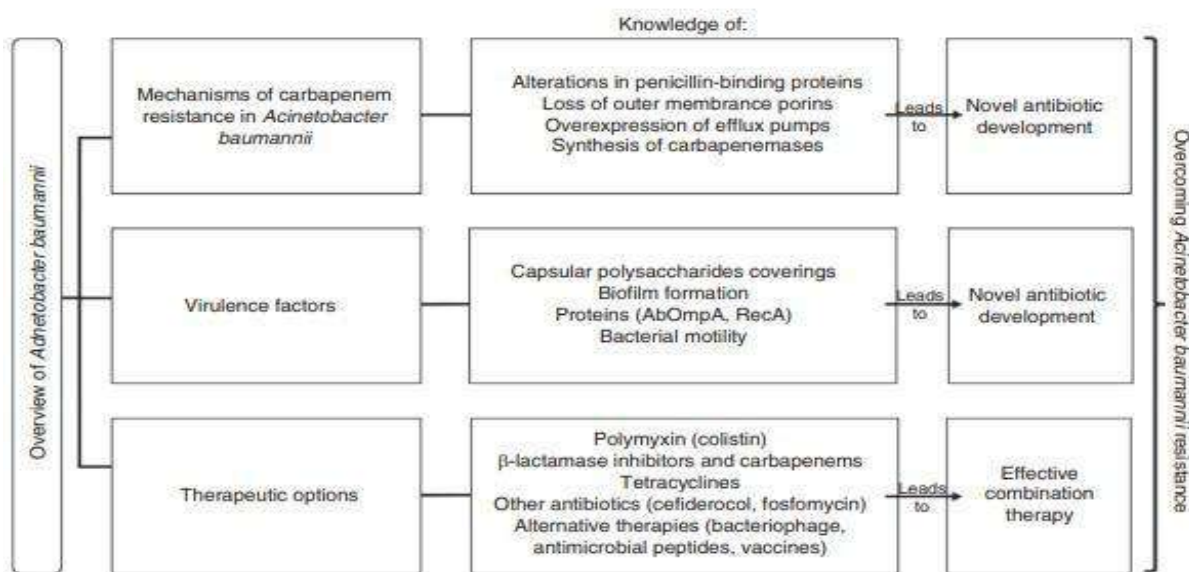 Knowledge of:
Overview of Adnetobacter baumannii
Mechanisms of carbapenem
resistance in Acinetobacter
baumannii
Alterations in penicillin-binding proteins
Loss of outer membrance porins
Overexpression of efflux pumps
Synthesis of carbapenemases
Leads
to
Novel antibiotic
development
Virulence factors
Capsular polysaccharides coverings
Biofilm formation
Proteins (AbOmpA, RecA)
Bacterial motility
Leads
to
Novel antibiotic
development
Therapeutic options
Polymyxin (colistin)
β-lactamase inhibitors and carbapenems
Tetracyclines
Other antibiotics (cefiderocol, fosfomycin)
Alternative therapies (bacteriophage,
antimicrobial peptides, vaccines)
Leads
to
Effective
combination
therapy
Overcoming Acinetobacter baumannii resistance